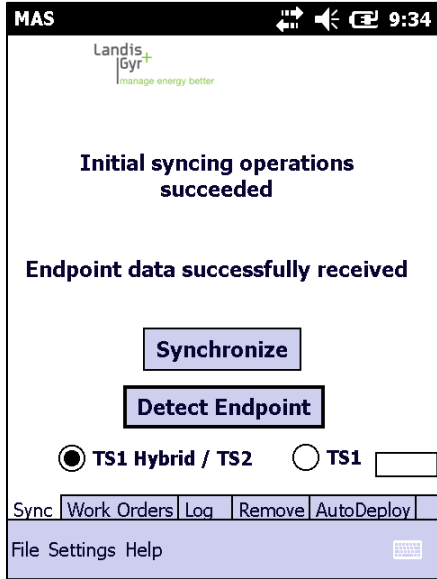 MAS 9:34
Landis+
Gyr
manage energy better
Initial syncing operations
succeeded
Endpoint data successfully received
Synchronize
Detect Endpoint
TS1 Hybrid / TS2 TS1
Sync Work Orders Log Remove AutoDeploy
File Settings Help